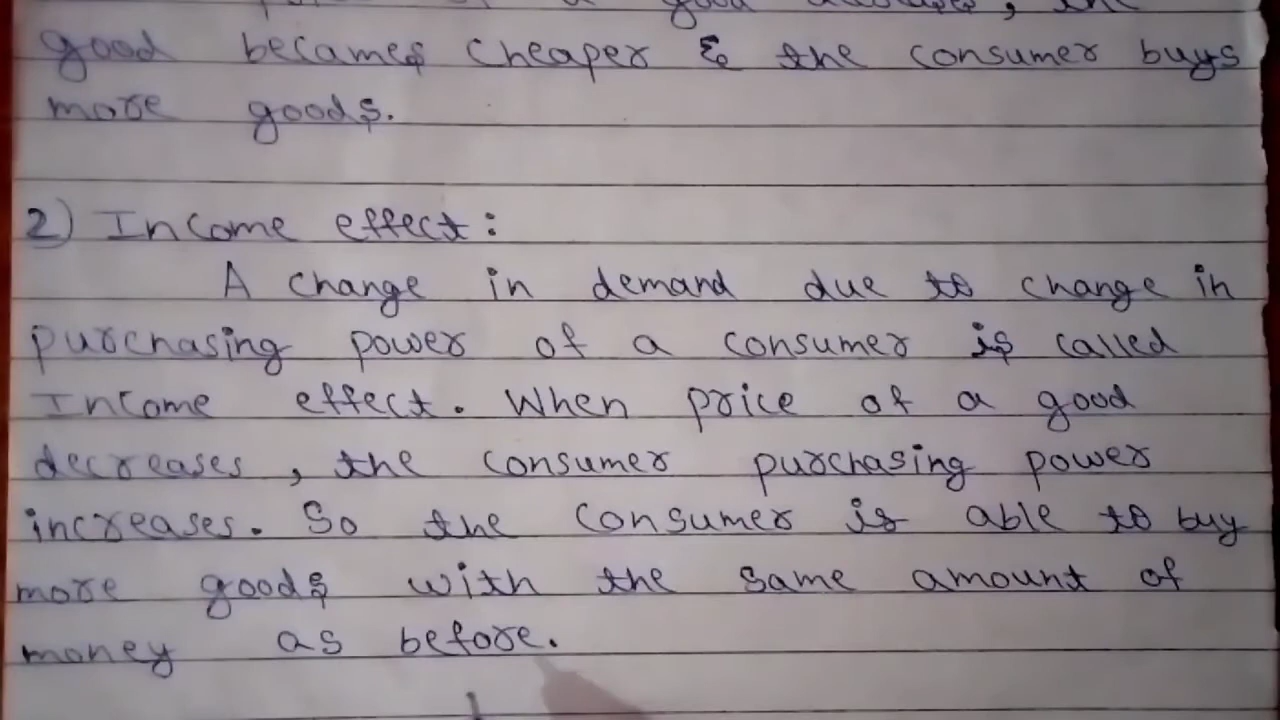 good becames cheaper & the consumer buys
more goods.
2) Income effect:
A change in demand due to change in
purchasing power of a consumer is called
Income effect. When price of a good
decreases, the consumer purchasing power
increases. So the consumer is able to buy
more goods with the same amount of
money as before.